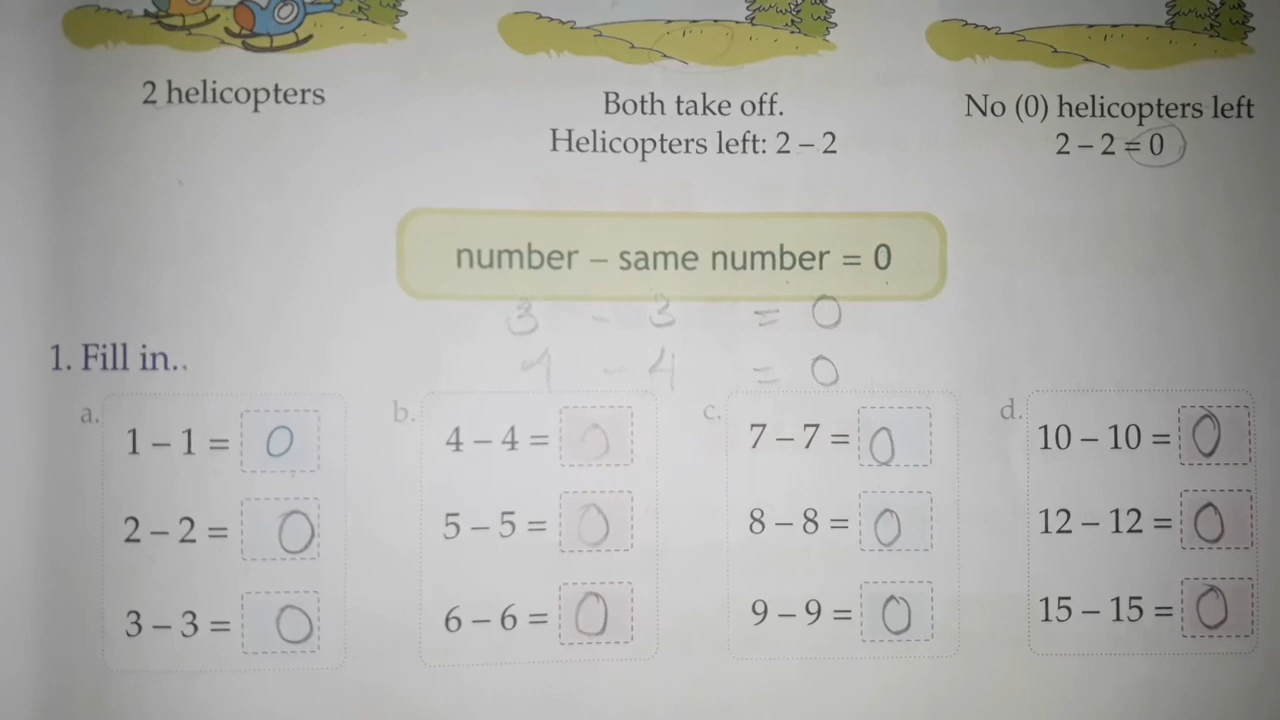 2 helicopters
Both take off.
Helicopters left: 2 – 2
No (0) helicopters left
2 – 2 = 0
number – same number = 0
3 - 3 = 0
4 - 4 = 0
1. Fill in..
a.
1 – 1 = 0
2 – 2 = 0
3 – 3 = 0
b.
4 – 4 = 0
5 – 5 = 0
6 – 6 = 0
c.
7 – 7 = 0
8 – 8 = 0
9 – 9 = 0
d.
10 – 10 = 0
12 – 12 = 0
15 – 15 = 0